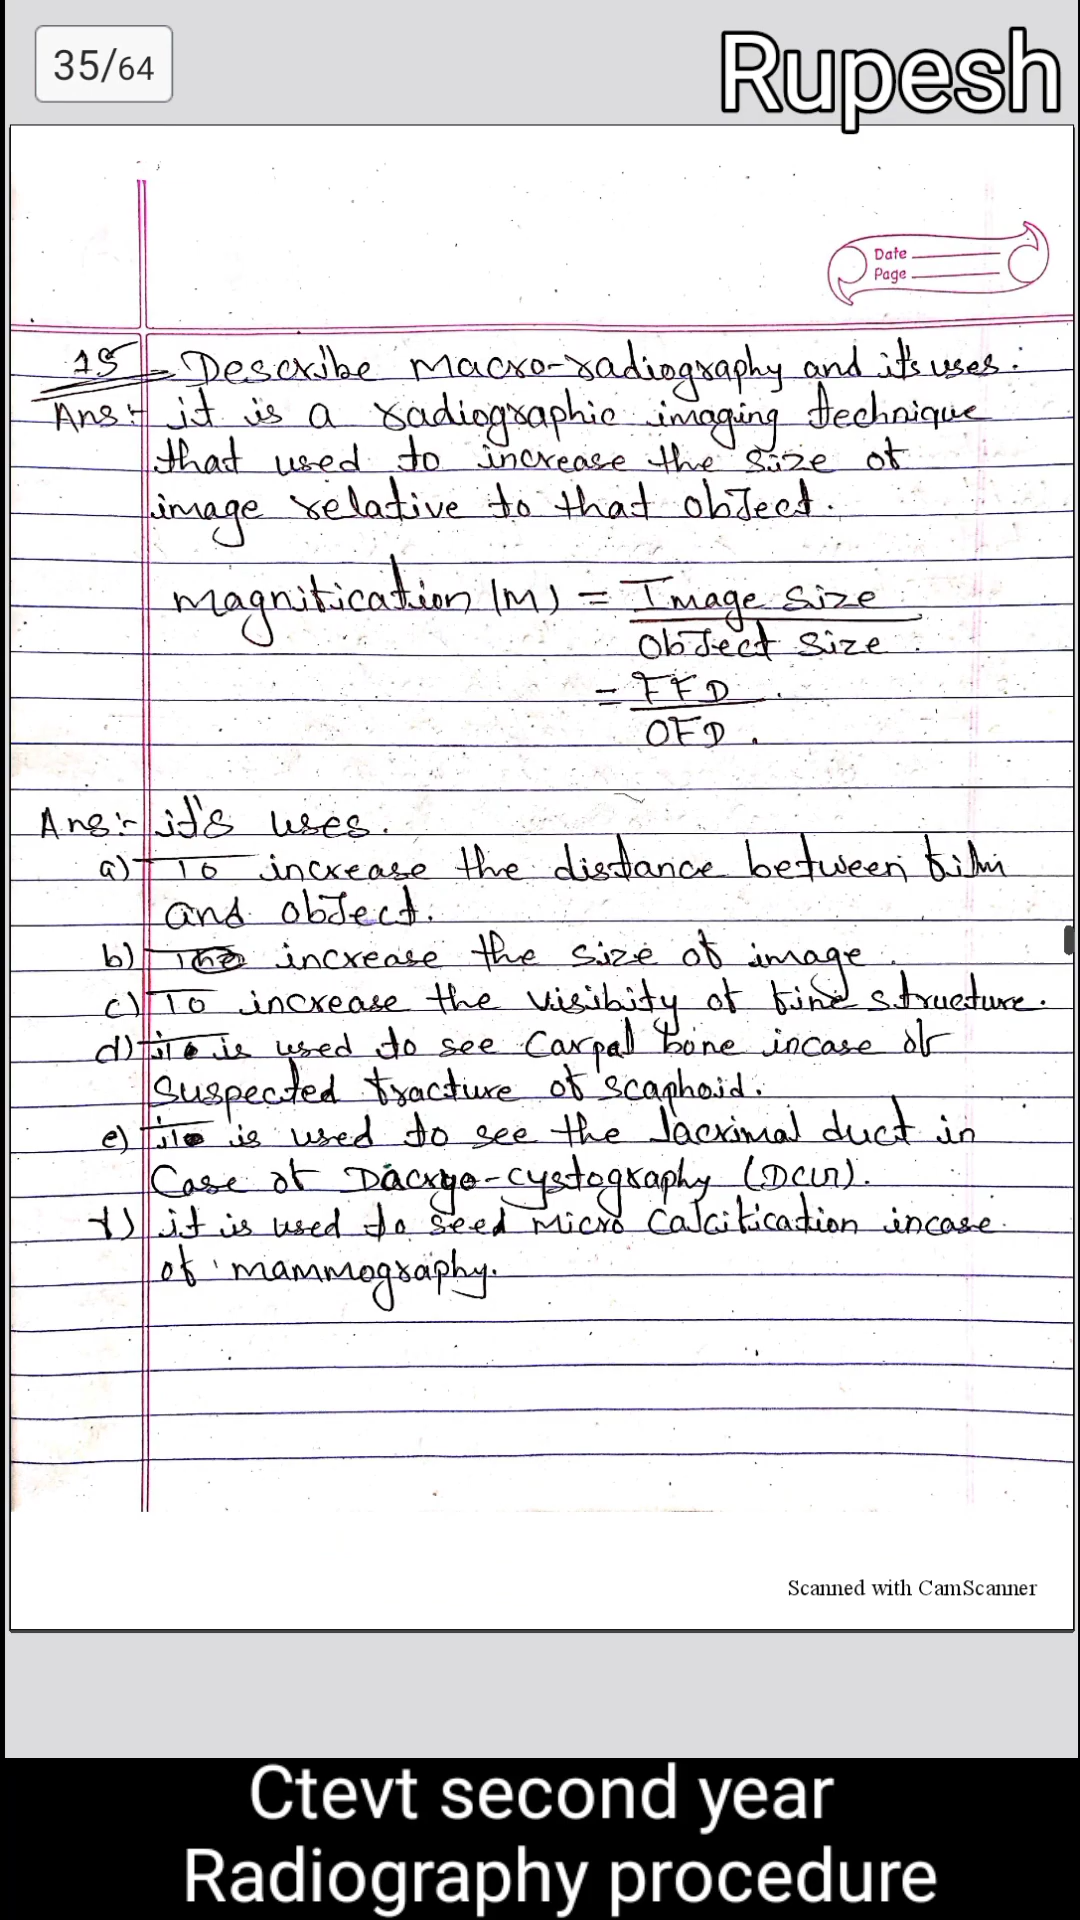 35/64
Rupesh
Date
Page
15 Describe macro-radiography and it's uses.
Ans:- it is a radiographic imaging technique
that used to increase the size of
image relative to that object.
magnification (M) = Image size
Object size
= FFD
OFD.
Ans:- it's uses.
a) To increase the distance between film
and object.
b) increase the size of image.
c) To increase the visibity of fine structure.
d) it is used to see Carpal bone incase of
Suspected fracture of scaphoid.
e) it is used to see the lacrimal duct in
Case of Dacryo-cystography (DCU).
f) it is used to seed micro calcification incase
of mammography.
Scanned with CamScanner
Ctevt second year
Radiography procedure